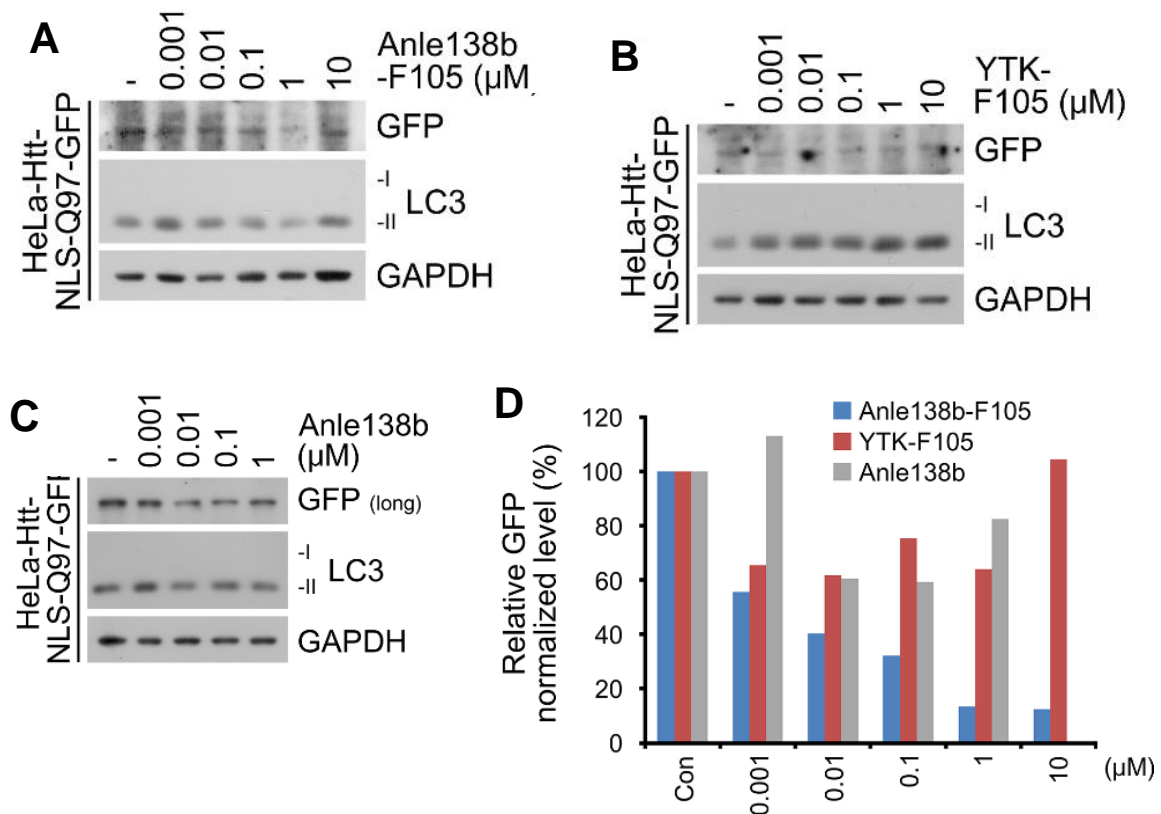 A
- 0.001 0.01 0.1 1 10
Anle138b
-F105 (µM
HeLa-Htt-
NLS-Q97-GFP
GFP
-I
-II
LC3
GAPDH
B
- 0.001 0.01 0.1 1 10
YTK-
F105 (µM)
HeLa-Htt-
NLS-Q97-GFP
GFP
-I
-II
LC3
GAPDH
C
- 0.001 0.01 0.1 1
Anle138b
(µM)
HeLa-Htt-
NLS-Q97-GFI
GFP (long)
-I
-II
LC3
GAPDH
D
Relative GFP
normalized level (%)
120
100
80
60
40
20
0
Anle138b-F105
YTK-F105
Anle138b
Con 0.001 0.01 0.1 1 10 (µM)